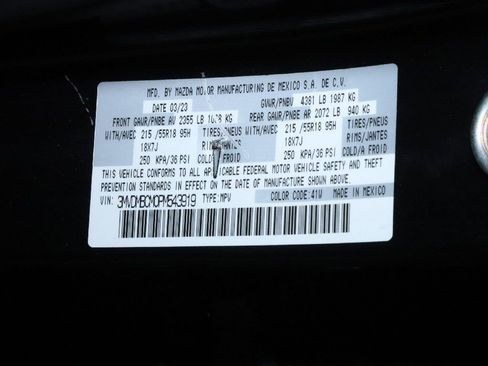 MFD. BY MAZDA MOTOR MANUFACTURING DE MEXICO S.A. DE C.V.
DATE 03/23 GVWR/PNBV 4381 LB 1987 KG
FRONT GAWR/PNBE AV 2355 LB KG REAR GAWR/PNBE AR 2072 LB 940 KG
WITH/AVEC 215/55R18 95H TIRES/PNEUS WITH/AVEC 215/55R18 95H TIRES/PNEUS
18X7J RIMS/JANTES 18X7J RIMS/JANTES
250 KPA/36 PSI COLD/A FROID 250 KPA/36 PSI COLD/A FROID
THIS VEHICLE CONFORMS TO ALL APPLICABLE FEDERAL MOTOR VEHICLE SAFETY AND THEFT
PREVENTION STANDARDS IN EFFECT ON THE DATE OF MANUFACTURE SHOWN ABOVE.
VIN: 3MVDMBCM0PM543919 TYPE:MPV COLOR CODE:41W MADE IN MEXICO